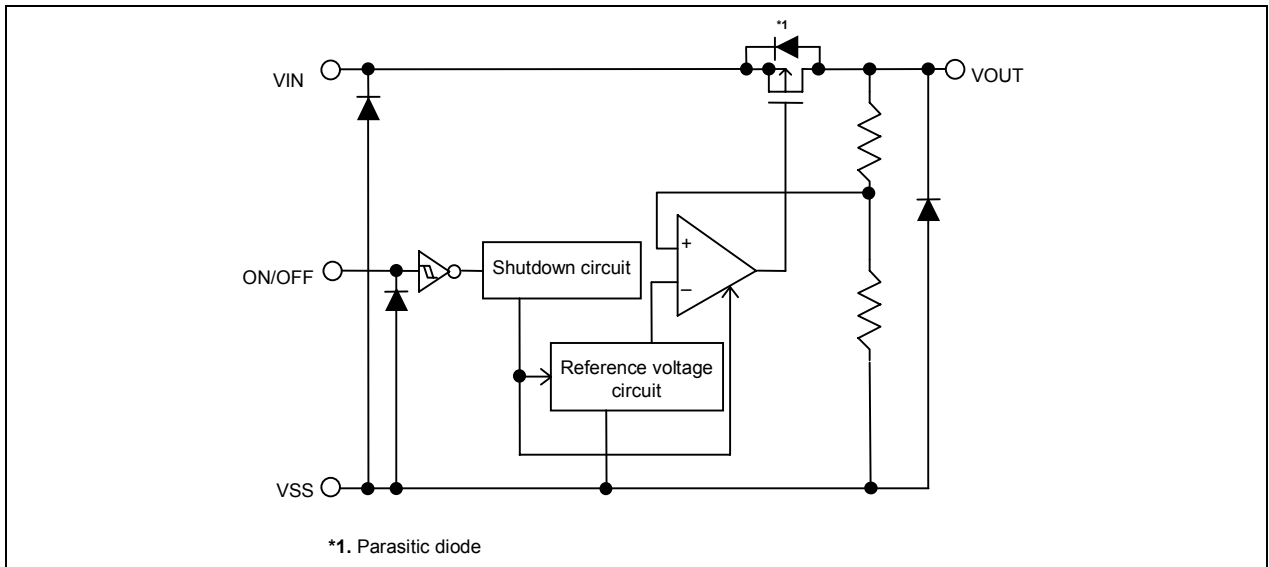 *1
VIN
VOUT
+
ON/OFF
Shutdown circuit
–
Reference voltage
circuit
VSS
*1. Parasitic diode